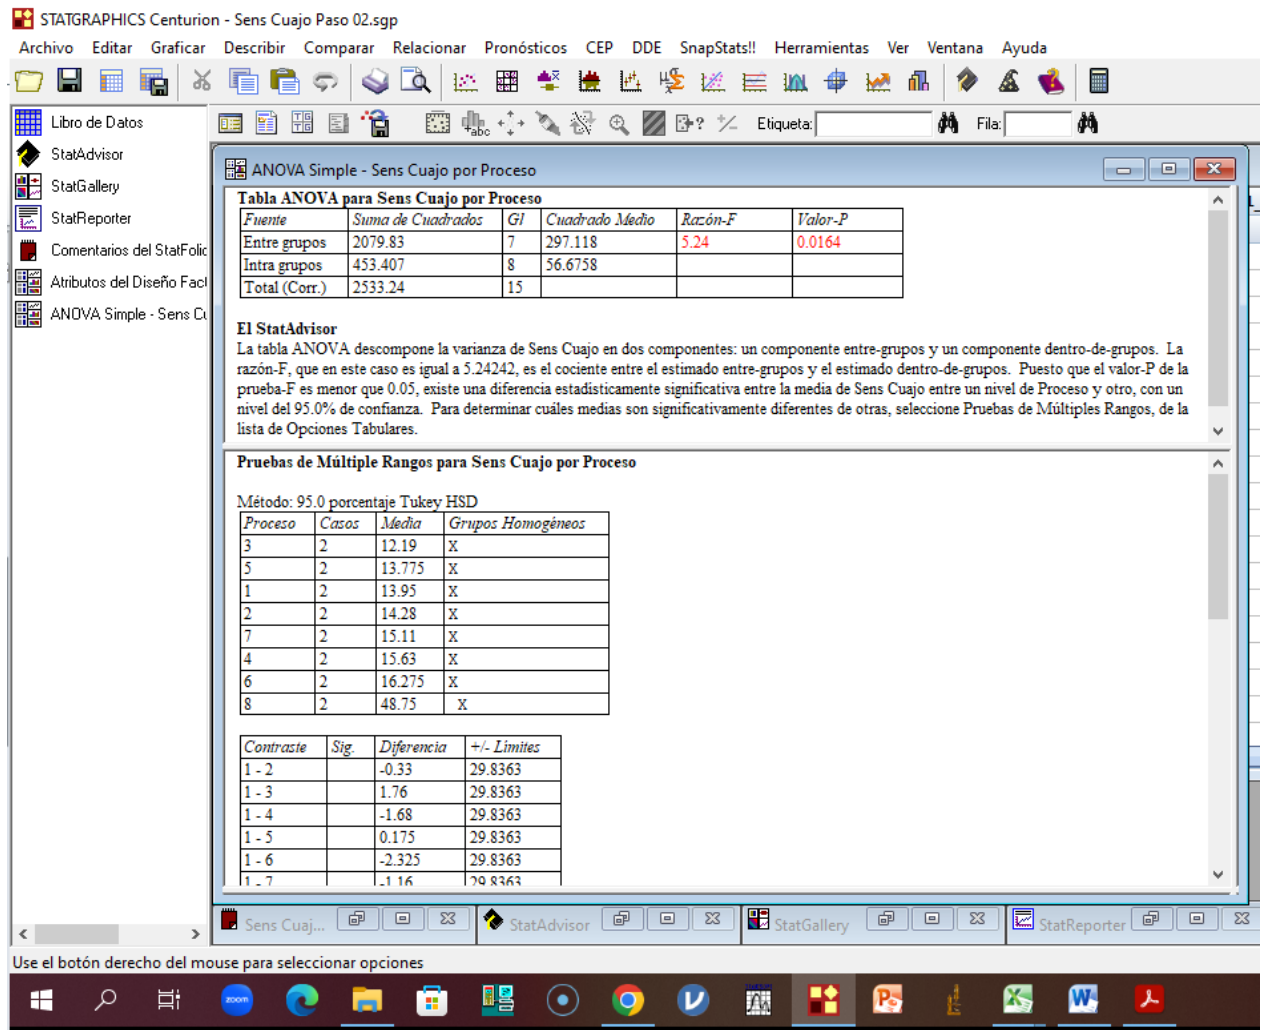 STATGRAPHICS Centurion - Sens Cuajo Paso 02.sgp
Archivo Editar Graficar Describir Comparar Relacionar Pronósticos CEP DDE SnapStats!! Herramientas Ver Ventana Ayuda
Etiqueta: Fila:
Libro de Datos
StatAdvisor
StatGallery
StatReporter
Comentarios del StatFolio
Atributos del Diseño Fact
ANOVA Simple - Sens Cu
ANOVA Simple - Sens Cuajo por Proceso
Tabla ANOVA para Sens Cuajo por Proceso
Fuente Suma de Cuadrados Gl Cuadrado Medio Razón-F Valor-P
Entre grupos 2079.83 7 297.118 5.24 0.0164
Intra grupos 453.407 8 56.6758
Total (Corr.) 2533.24 15
El StatAdvisor
La tabla ANOVA descompone la varianza de Sens Cuajo en dos componentes: un componente entre-grupos y un componente dentro-de-grupos. La
razón-F, que en este caso es igual a 5.24242, es el cociente entre el estimado entre-grupos y el estimado dentro-de-grupos. Puesto que el valor-P de la
prueba-F es menor que 0.05, existe una diferencia estadísticamente significativa entre la media de Sens Cuajo entre un nivel de Proceso y otro, con un
nivel del 95.0% de confianza. Para determinar cuáles medias son significativamente diferentes de otras, seleccione Pruebas de Múltiples Rangos, de la
lista de Opciones Tabulares.
Pruebas de Múltiple Rangos para Sens Cuajo por Proceso
Método: 95.0 porcentaje Tukey HSD
Proceso Casos Media Grupos Homogéneos
3 2 12.19 X
5 2 13.775 X
1 2 13.95 X
2 2 14.28 X
7 2 15.11 X
4 2 15.63 X
6 2 16.275 X
8 2 48.75 X
Contraste Sig. Diferencia +/- Límites
1 - 2 -0.33 29.8363
1 - 3 1.76 29.8363
1 - 4 -1.68 29.8363
1 - 5 0.175 29.8363
1 - 6 -2.325 29.8363
1 - 7 -1.16 29.8363
Sens Cuaj... StatAdvisor StatGallery StatReporter
Use el botón derecho del mouse para seleccionar opciones
zoom